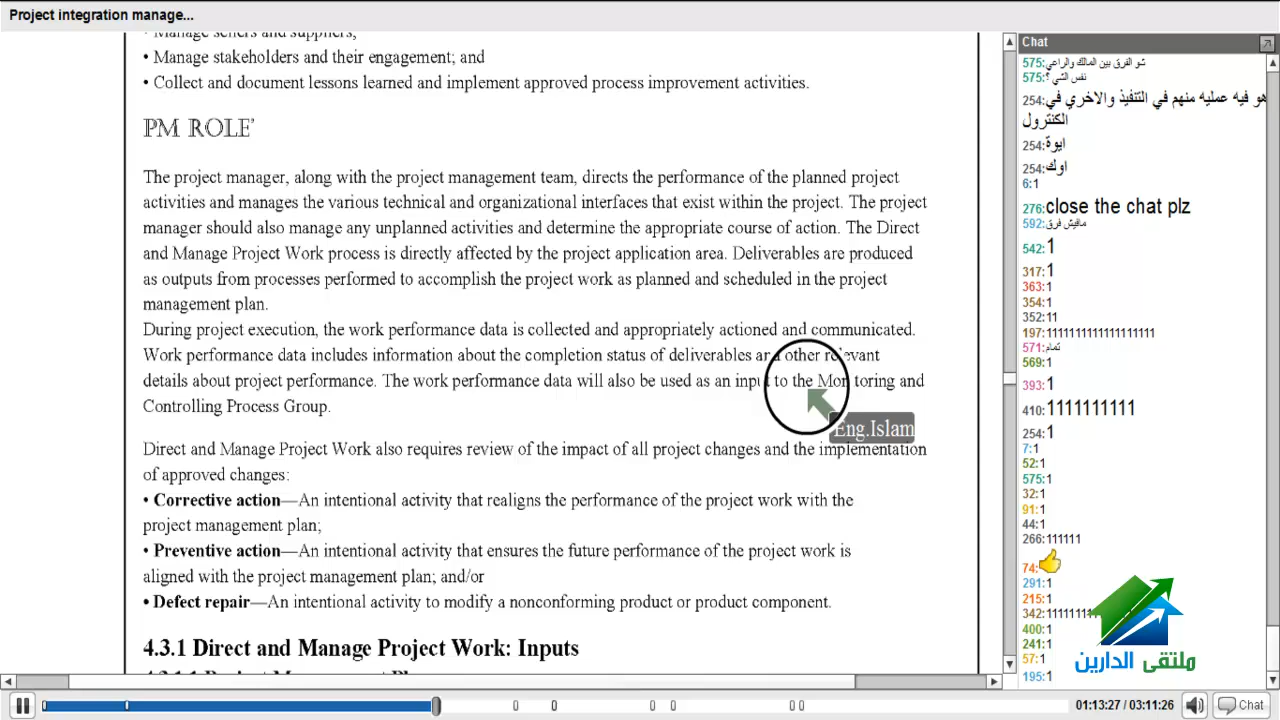 Project integration manage...
• Manage sellers and suppliers;
• Manage stakeholders and their engagement; and
• Collect and document lessons learned and implement approved process improvement activities.
PM ROLE'
The project manager, along with the project management team, directs the performance of the planned project
activities and manages the various technical and organizational interfaces that exist within the project. The project
manager should also manage any unplanned activities and determine the appropriate course of action. The Direct
and Manage Project Work process is directly affected by the project application area. Deliverables are produced
as outputs from processes performed to accomplish the project work as planned and scheduled in the project
management plan.
During project execution, the work performance data is collected and appropriately actioned and communicated.
Work performance data includes information about the completion status of deliverables and other relevant
details about project performance. The work performance data will also be used as an input to the Monitoring and
Controlling Process Group.
Eng.Islam
Direct and Manage Project Work also requires review of the impact of all project changes and the implementation
of approved changes:
• Corrective action—An intentional activity that realigns the performance of the project work with the
project management plan;
• Preventive action—An intentional activity that ensures the future performance of the project work is
aligned with the project management plan; and/or
• Defect repair—An intentional activity to modify a nonconforming product or product component.
4.3.1 Direct and Manage Project Work: Inputs
Chat
575:شو الفرق بين المالك والراعي
575:نفس الشي ؟
254:هو فيه عمليه منهم في التنفيذ والاخري في
الكنترول
254:ايوة
254:اوك
6:1
276:close the chat plz
592:مافيش فرق
542:1
317:1
363:1
354:1
352:11
197:111111111111111111
571:تمام
569:1
393:1
410:1111111111
254:1
7:1
52:1
575:1
32:1
91:1
44:1
266:111111
74:
291:1
215:1
400:1
241:1
57:1
195:1
ملتقى الدارين
01:13:27 / 03:11:26
Chat